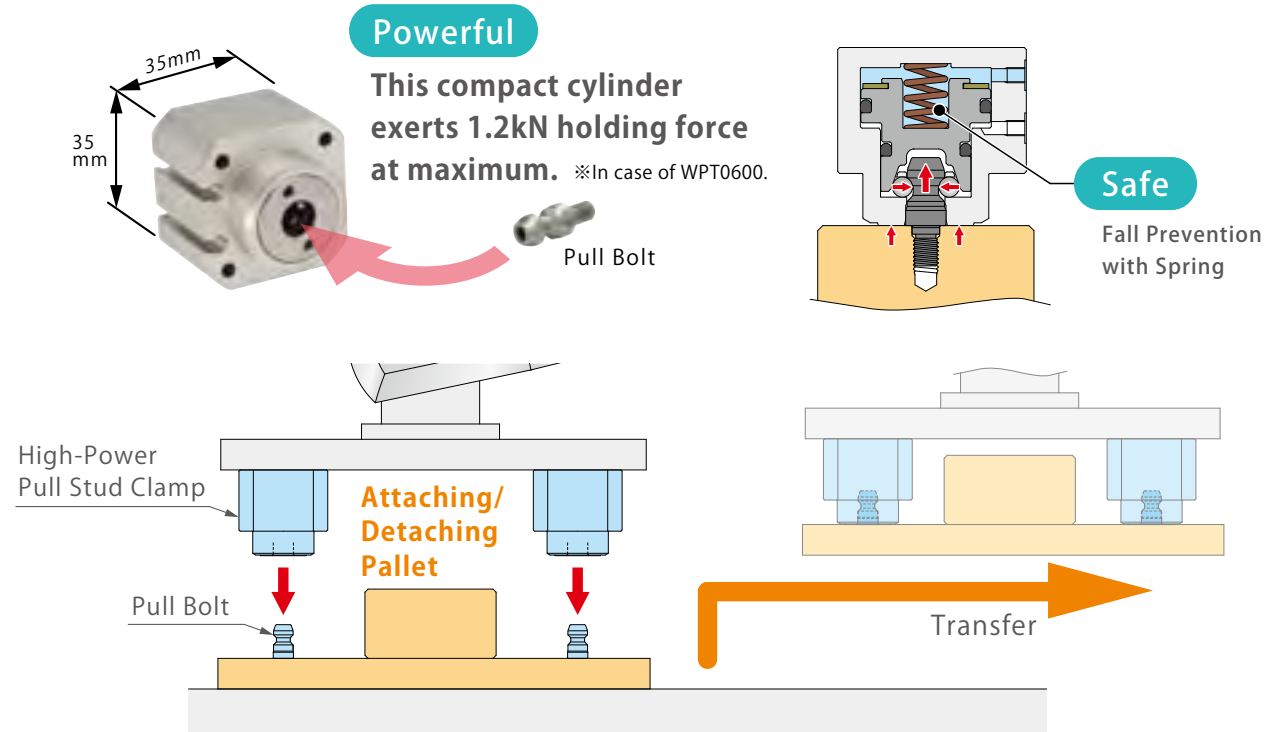 Powerful
35mm
35
mm
This compact cylinder
exerts 1.2kN holding force
at maximum. ※In case of WPT0600.
Pull Bolt
Safe
Fall Prevention
with Spring
High-Power
Pull Stud Clamp
Attaching/
Detaching
Pallet
Pull Bolt
Transfer